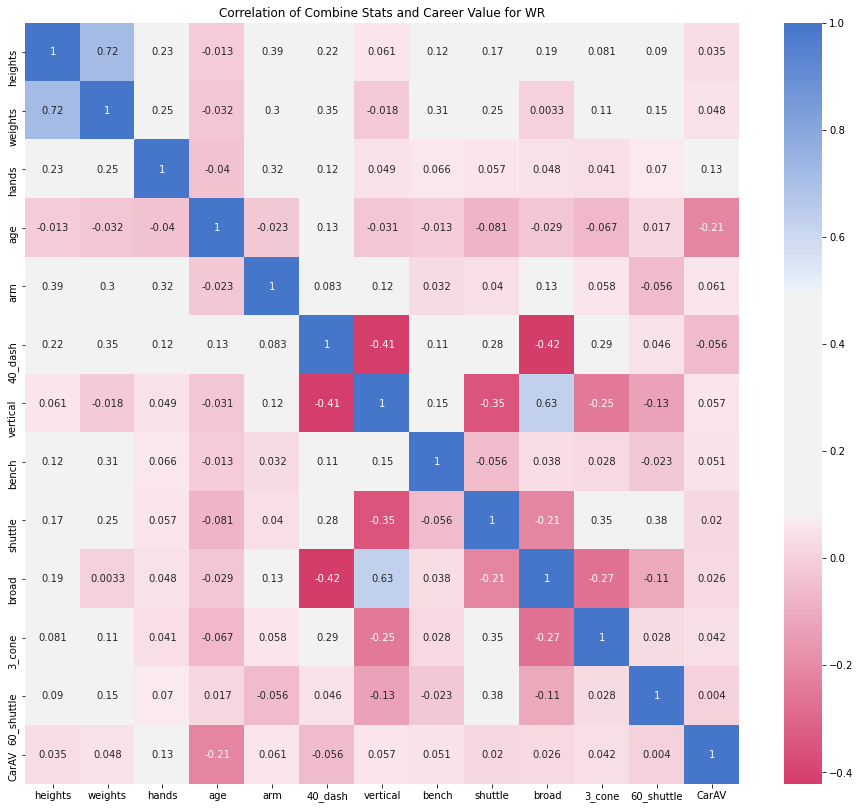 Correlation of Combine Stats and Career Value for WR
heights 1 0.72 0.23 -0.013 0.39 0.22 0.061 0.12 0.17 0.19 0.081 0.09 0.035
weights 0.72 1 0.25 -0.032 0.3 0.35 -0.018 0.31 0.25 0.0033 0.11 0.15 0.048
hands 0.23 0.25 1 -0.04 0.32 0.12 0.049 0.066 0.057 0.048 0.041 0.07 0.13
age -0.013 -0.032 -0.04 1 -0.023 0.13 -0.031 -0.013 -0.081 -0.029 -0.067 0.017 -0.21
arm 0.39 0.3 0.32 -0.023 1 0.083 0.12 0.032 0.04 0.13 0.058 -0.056 0.061
40_dash 0.22 0.35 0.12 0.13 0.083 1 -0.41 0.11 0.28 -0.42 0.29 0.046 -0.056
vertical 0.061 -0.018 0.049 -0.031 0.12 -0.41 1 0.15 -0.35 0.63 -0.25 -0.13 0.057
bench 0.12 0.31 0.066 -0.013 0.032 0.11 0.15 1 -0.056 0.038 0.028 -0.023 0.051
shuttle 0.17 0.25 0.057 -0.081 0.04 0.28 -0.35 -0.056 1 -0.21 0.35 0.38 0.02
broad 0.19 0.0033 0.048 -0.029 0.13 -0.42 0.63 0.038 -0.21 1 -0.27 -0.11 0.026
3_cone 0.081 0.11 0.041 -0.067 0.058 0.29 -0.25 0.028 0.35 -0.27 1 0.028 0.042
60_shuttle 0.09 0.15 0.07 0.017 -0.056 0.046 -0.13 -0.023 0.38 -0.11 0.028 1 0.004
CarAV 0.035 0.048 0.13 -0.21 0.061 -0.056 0.057 0.051 0.02 0.026 0.042 0.004 1
heights weights hands age arm 40_dash vertical bench shuttle broad 3_cone 60_shuttle CarAV
1.0
0.8
0.6
0.4
0.2
0.0
−0.2
−0.4